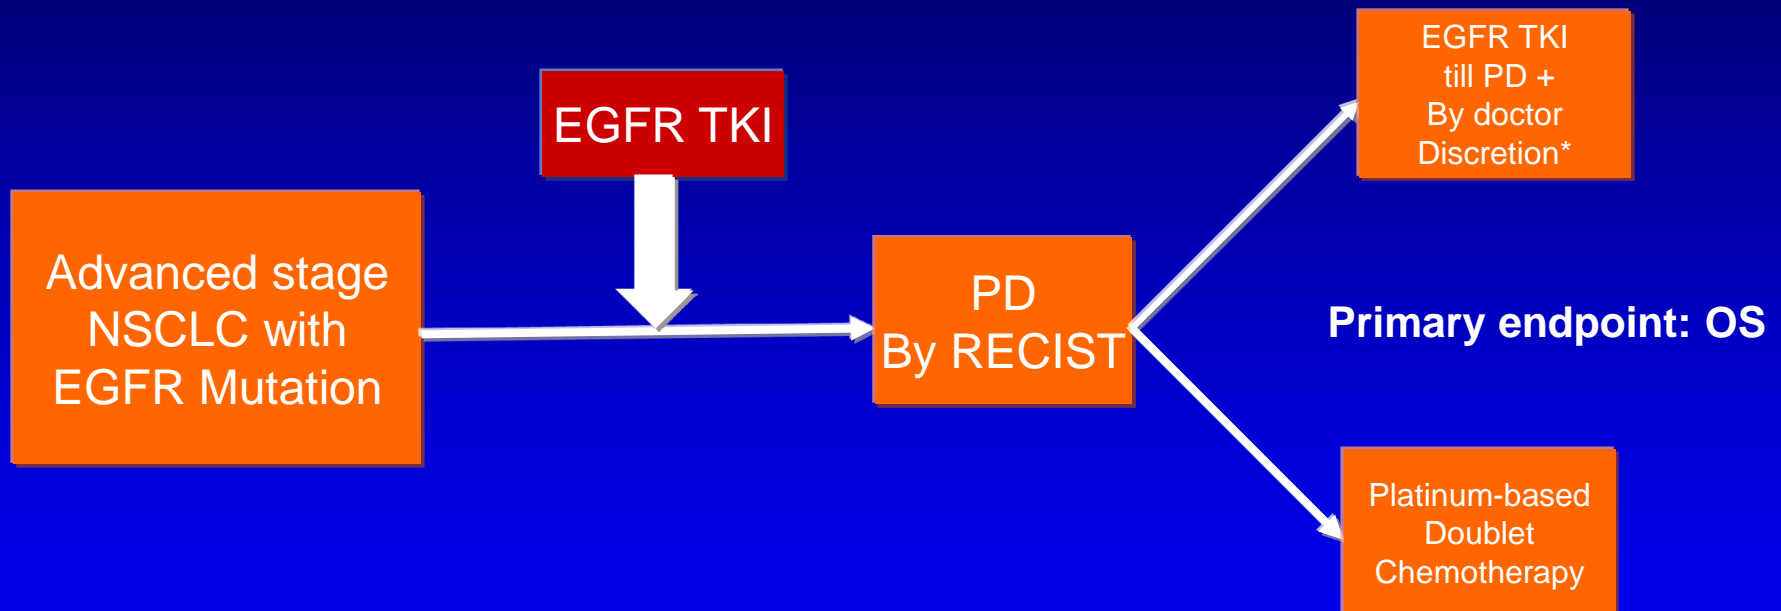 Advanced stage
NSCLC with
EGFR Mutation
EGFR TKI
PD
By RECIST
EGFR TKI
till PD +
By doctor
Discretion*
Primary endpoint: OS
Platinum-based
Doublet
Chemotherapy